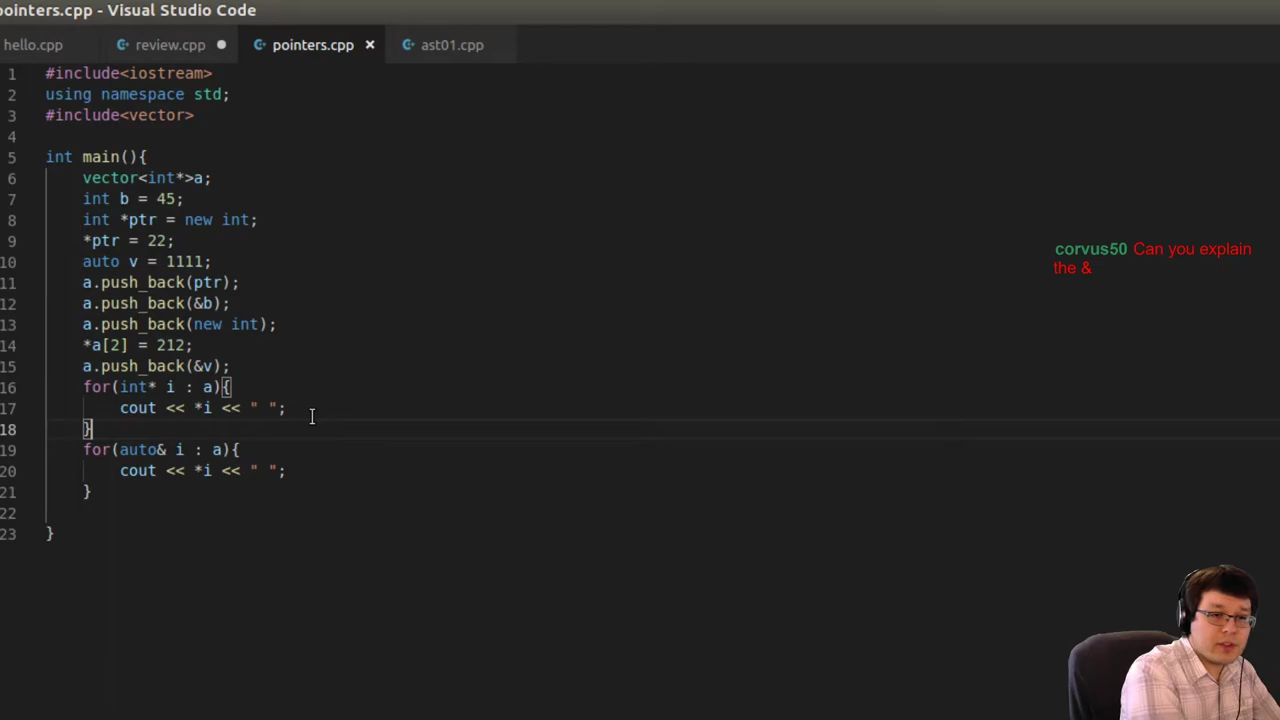 pointers.cpp - Visual Studio Code
hello.cpp review.cpp pointers.cpp × ast01.cpp
1 #include<iostream>
2 using namespace std;
3 #include<vector>
4
5 int main(){
6 vector<int*>a;
7 int b = 45;
8 int *ptr = new int;
9 *ptr = 22;
10 auto v = 1111;
11 a.push_back(ptr);
12 a.push_back(&b);
13 a.push_back(new int);
14 *a[2] = 212;
15 a.push_back(&v);
16 for(int* i : a){
17 cout << *i << " ";
18 }
19 for(auto& i : a){
20 cout << *i << " ";
21 }
22
23 }
corvus50 Can you explain
the &